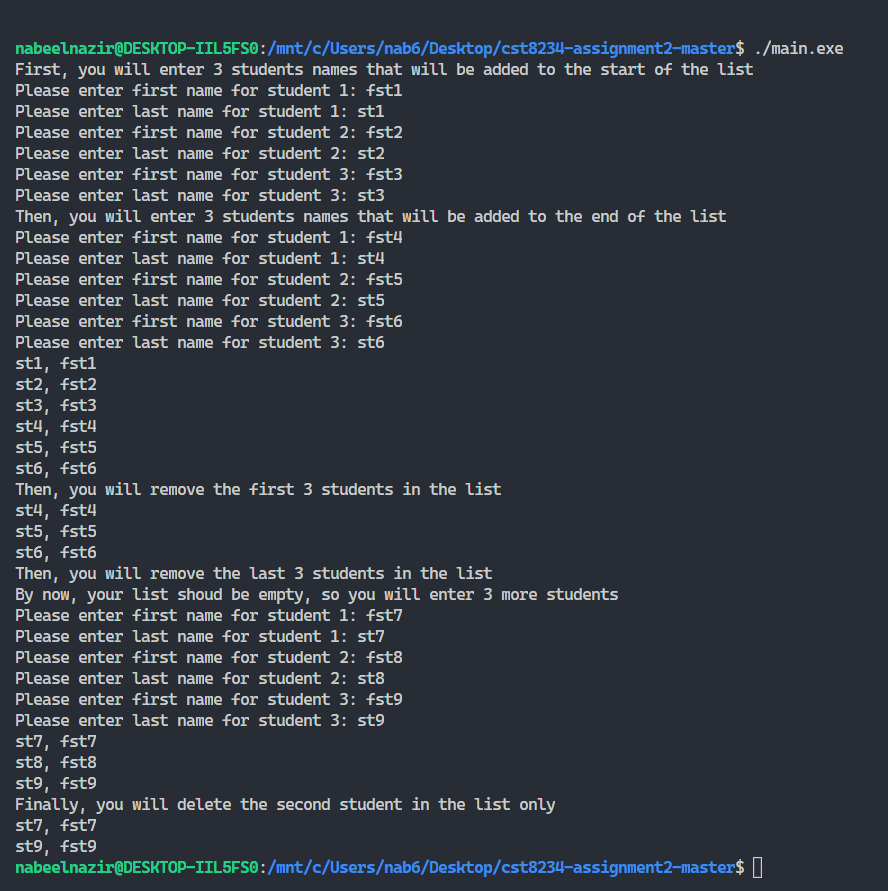 nabeelnazir@DESKTOP-IIL5FS0:/mnt/c/Users/nab6/Desktop/cst8234-assignment2-master$ ./main.exe
First, you will enter 3 students names that will be added to the start of the list
Please enter first name for student 1: fst1
Please enter last name for student 1: st1
Please enter first name for student 2: fst2
Please enter last name for student 2: st2
Please enter first name for student 3: fst3
Please enter last name for student 3: st3
Then, you will enter 3 students names that will be added to the end of the list
Please enter first name for student 1: fst4
Please enter last name for student 1: st4
Please enter first name for student 2: fst5
Please enter last name for student 2: st5
Please enter first name for student 3: fst6
Please enter last name for student 3: st6
st1, fst1
st2, fst2
st3, fst3
st4, fst4
st5, fst5
st6, fst6
Then, you will remove the first 3 students in the list
st4, fst4
st5, fst5
st6, fst6
Then, you will remove the last 3 students in the list
By now, your list shoud be empty, so you will enter 3 more students
Please enter first name for student 1: fst7
Please enter last name for student 1: st7
Please enter first name for student 2: fst8
Please enter last name for student 2: st8
Please enter first name for student 3: fst9
Please enter last name for student 3: st9
st7, fst7
st8, fst8
st9, fst9
Finally, you will delete the second student in the list only
st7, fst7
st9, fst9
nabeelnazir@DESKTOP-IIL5FS0:/mnt/c/Users/nab6/Desktop/cst8234-assignment2-master$